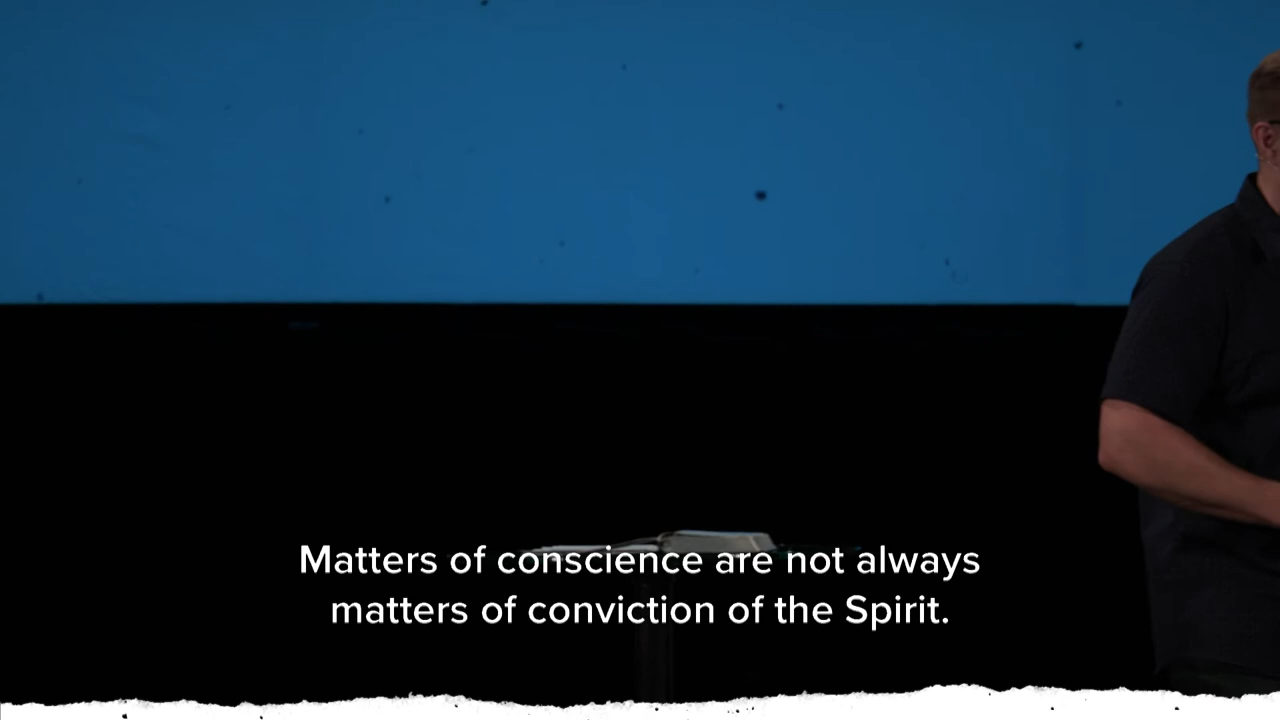 Matters of conscience are not always
matters of conviction of the Spirit.